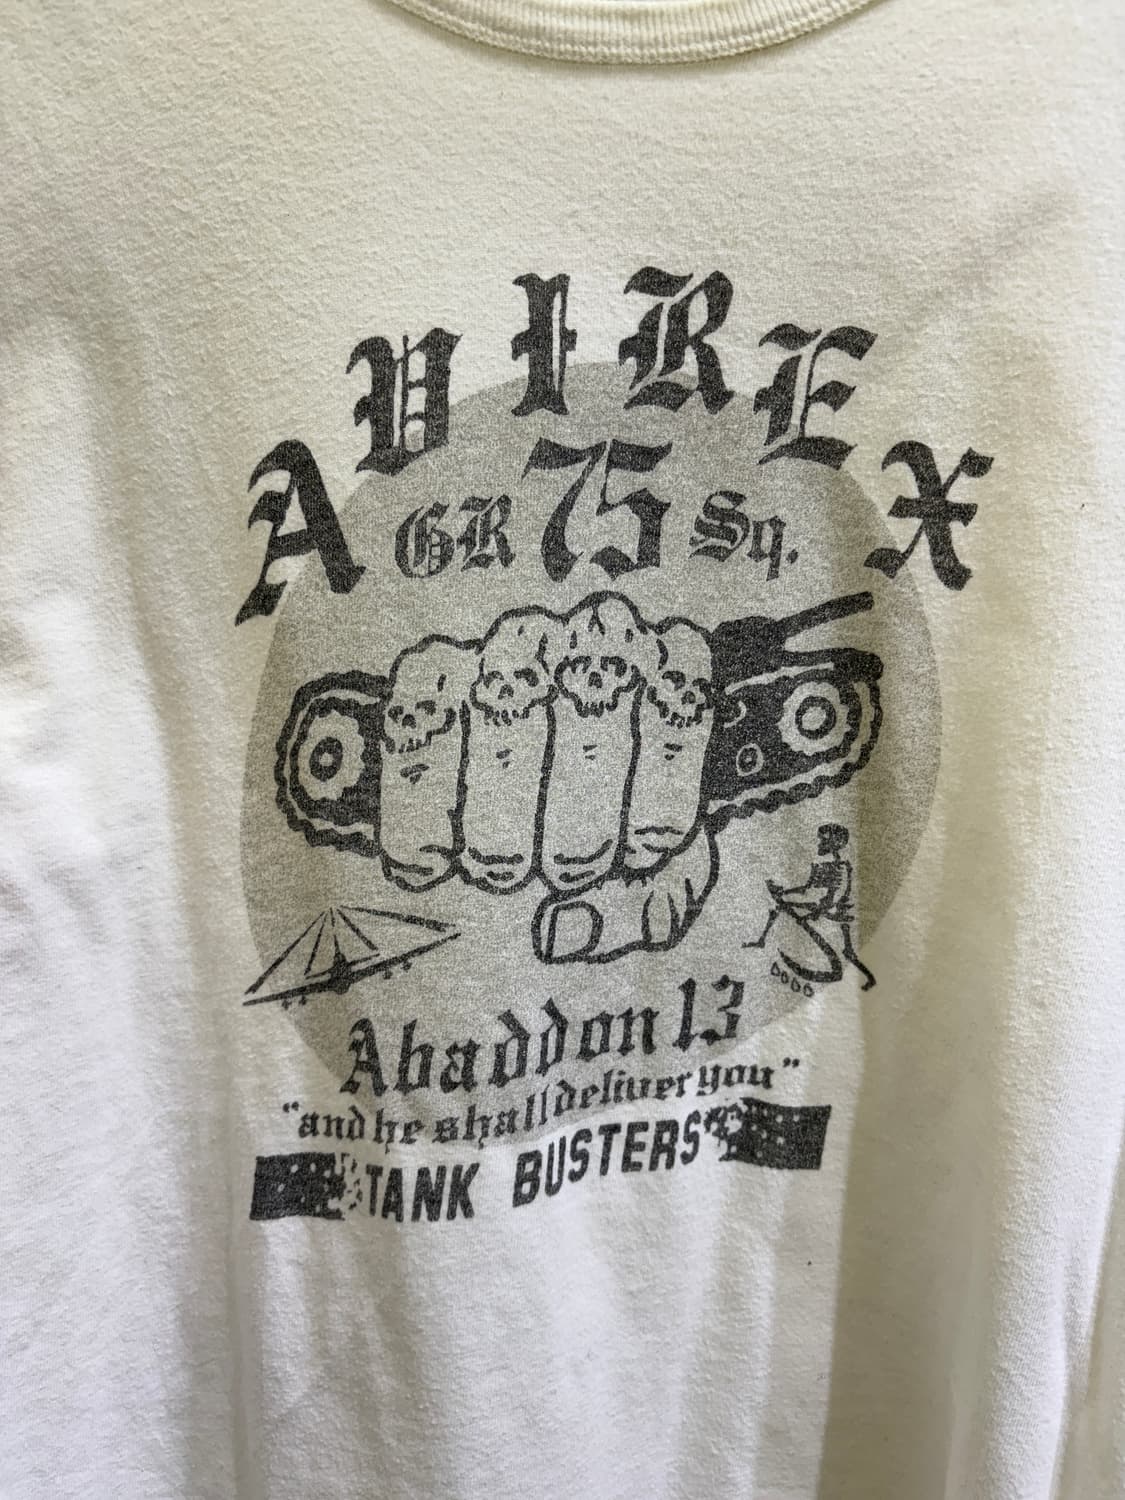 AVIREX
GR 75 Sq.
Abaddon 13
"and he shall deliver you"
TANK BUSTERS